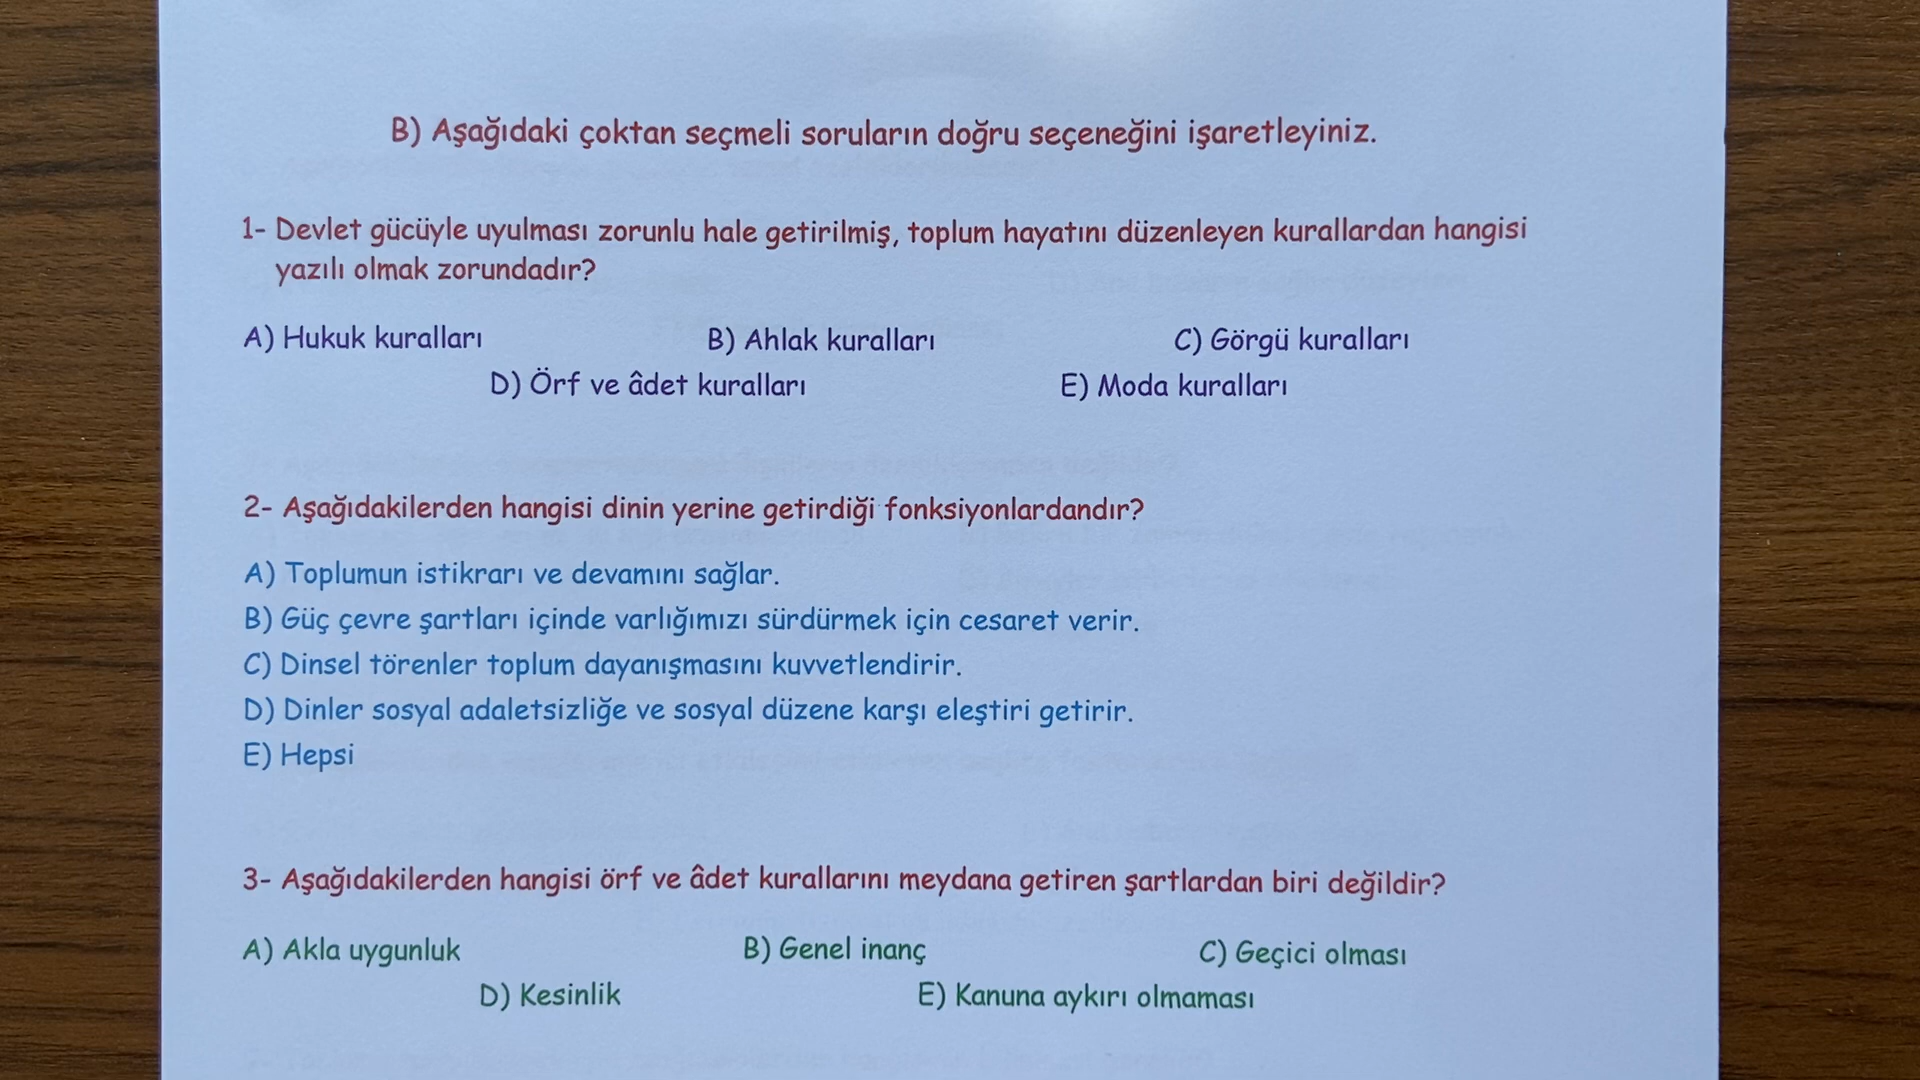 B) Aşağıdaki çoktan seçmeli soruların doğru seçeneğini işaretleyiniz.
1- Devlet gücüyle uyulması zorunlu hale getirilmiş, toplum hayatını düzenleyen kurallardan hangisi
yazılı olmak zorundadır?
A) Hukuk kuralları B) Ahlak kuralları C) Görgü kuralları
D) Örf ve âdet kuralları E) Moda kuralları
2- Aşağıdakilerden hangisi dinin yerine getirdiği fonksiyonlardandır?
A) Toplumun istikrarı ve devamını sağlar.
B) Güç çevre şartları içinde varlığımızı sürdürmek için cesaret verir.
C) Dinsel törenler toplum dayanışmasını kuvvetlendirir.
D) Dinler sosyal adaletsizliğe ve sosyal düzene karşı eleştiri getirir.
E) Hepsi
3- Aşağıdakilerden hangisi örf ve âdet kurallarını meydana getiren şartlardan biri değildir?
A) Akla uygunluk B) Genel inanç C) Geçici olması
D) Kesinlik E) Kanuna aykırı olmaması